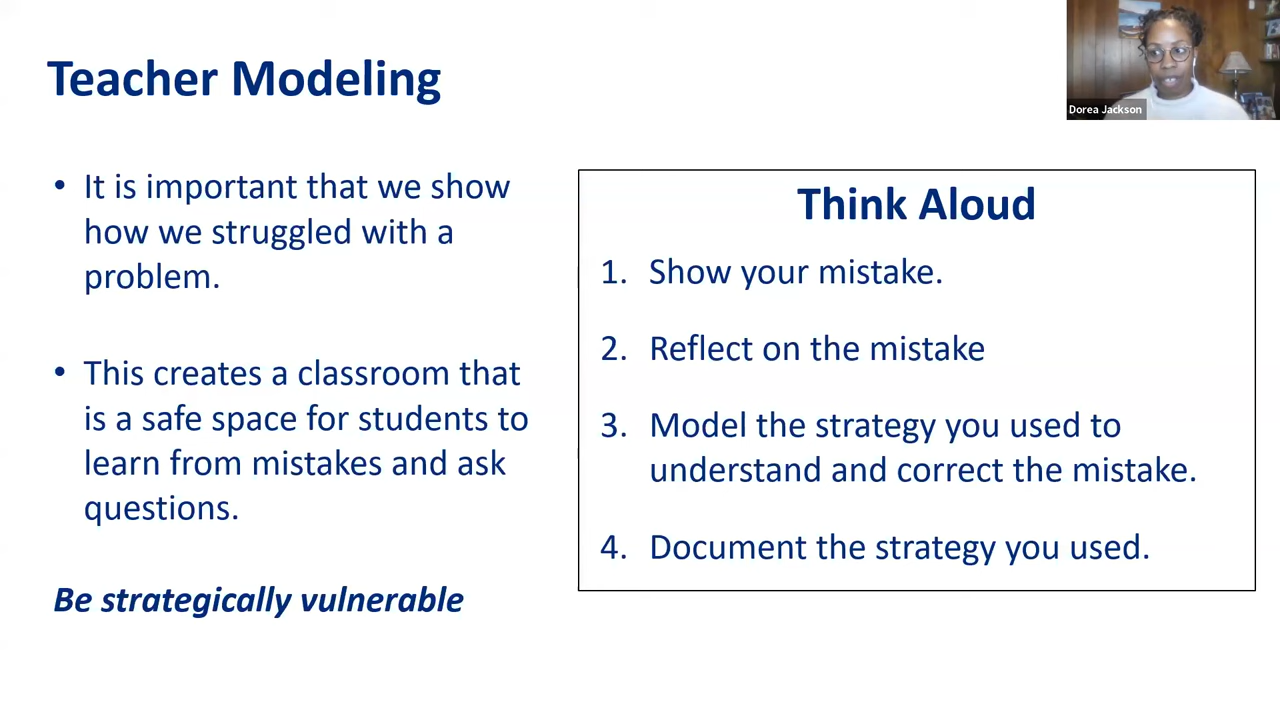 Teacher Modeling
Dorea Jackson
• It is important that we show
how we struggled with a
problem.
• This creates a classroom that
is a safe space for students to
learn from mistakes and ask
questions.
Be strategically vulnerable
Think Aloud
1. Show your mistake.
2. Reflect on the mistake
3. Model the strategy you used to
understand and correct the mistake.
4. Document the strategy you used.